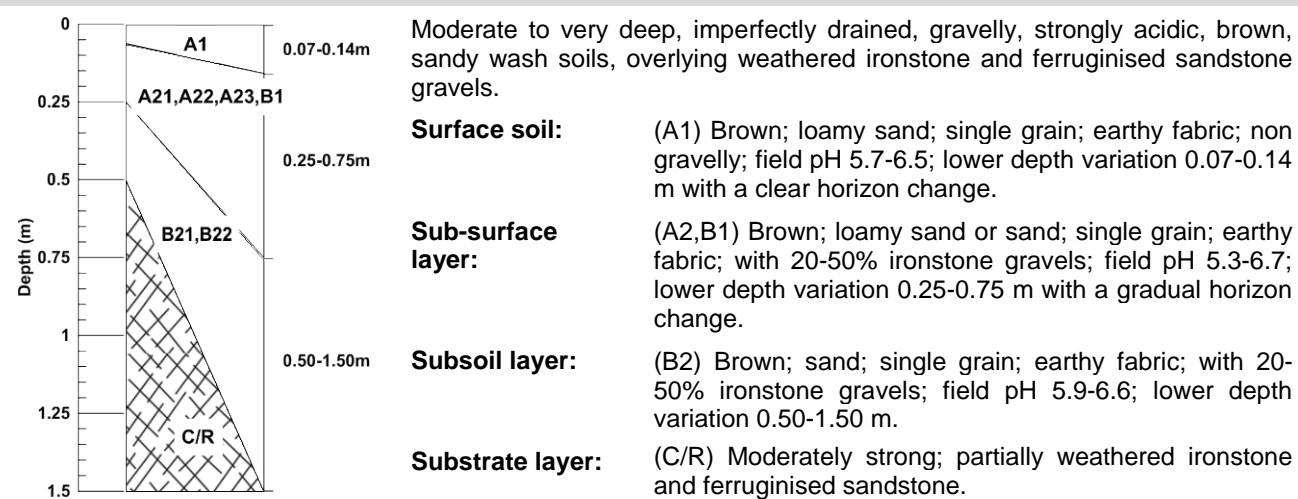 0
0.25
0.5
0.75
1
1.25
1.5
Depth (m)
A1
A21,A22,A23,B1
B21,B22
C/R
0.07-0.14m
0.25-0.75m
0.50-1.50m
Moderate to very deep, imperfectly drained, gravelly, strongly acidic, brown,
sandy wash soils, overlying weathered ironstone and ferruginised sandstone
gravels.
Surface soil:
(A1) Brown; loamy sand; single grain; earthy fabric; non
gravelly; field pH 5.7-6.5; lower depth variation 0.07-0.14
m with a clear horizon change.
Sub-surface
layer:
(A2,B1) Brown; loamy sand or sand; single grain; earthy
fabric; with 20-50% ironstone gravels; field pH 5.3-6.7;
lower depth variation 0.25-0.75 m with a gradual horizon
change.
Subsoil layer:
(B2) Brown; sand; single grain; earthy fabric; with 20-
50% ironstone gravels; field pH 5.9-6.6; lower depth
variation 0.50-1.50 m.
Substrate layer:
(C/R) Moderately strong; partially weathered ironstone
and ferruginised sandstone.